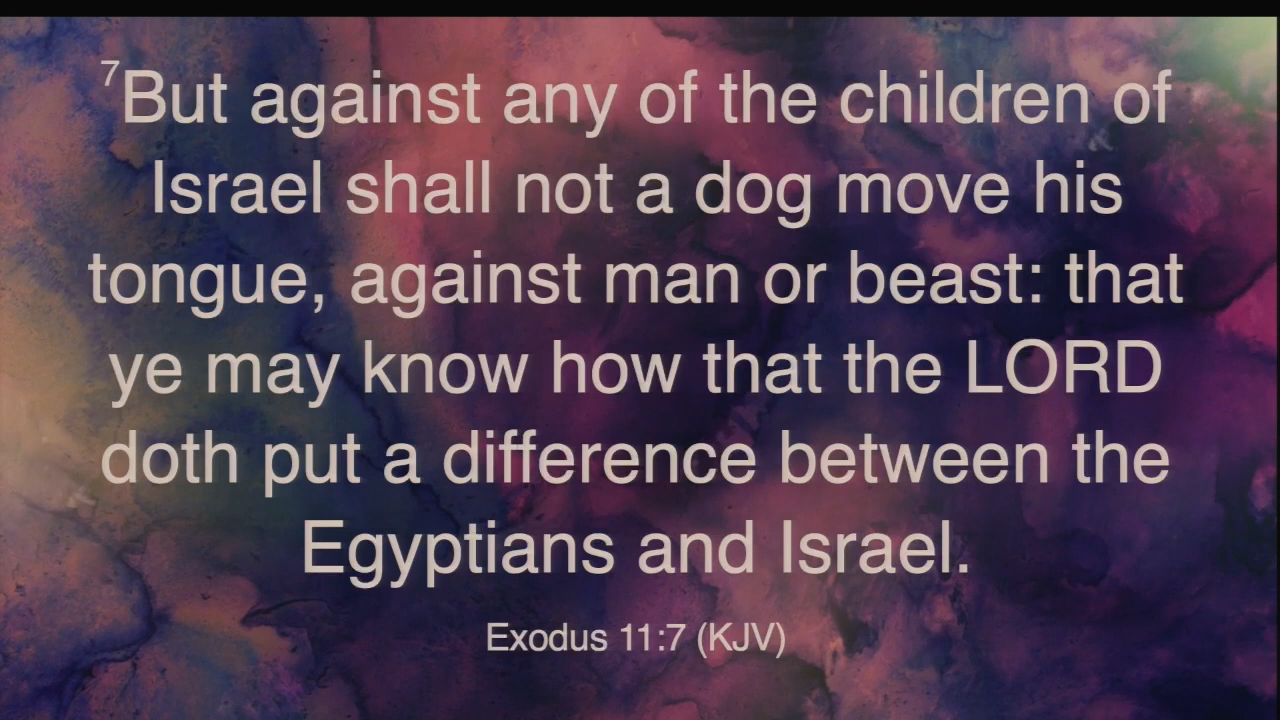 ⁷But against any of the children of
Israel shall not a dog move his
tongue, against man or beast: that
ye may know how that the LORD
doth put a difference between the
Egyptians and Israel.
Exodus 11:7 (KJV)